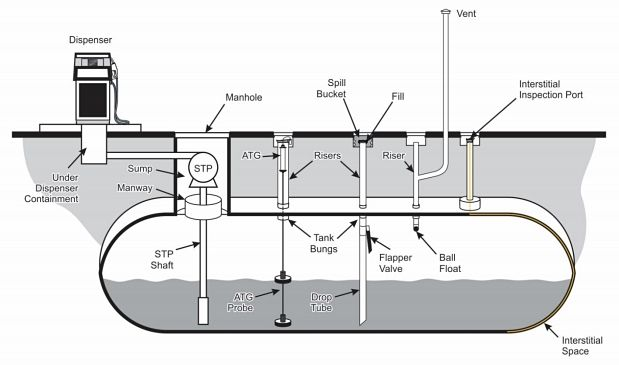 Vent
Dispenser
Manhole
Spill
Bucket
Fill
Interstitial
Inspection Port
ATG
Risers
Riser
STP
Sump
Under
Dispenser
Containment
Manway
STP
Shaft
Tank
Bungs
Flapper
Valve
Ball
Float
ATG
Probe
Drop
Tube
Interstitial
Space